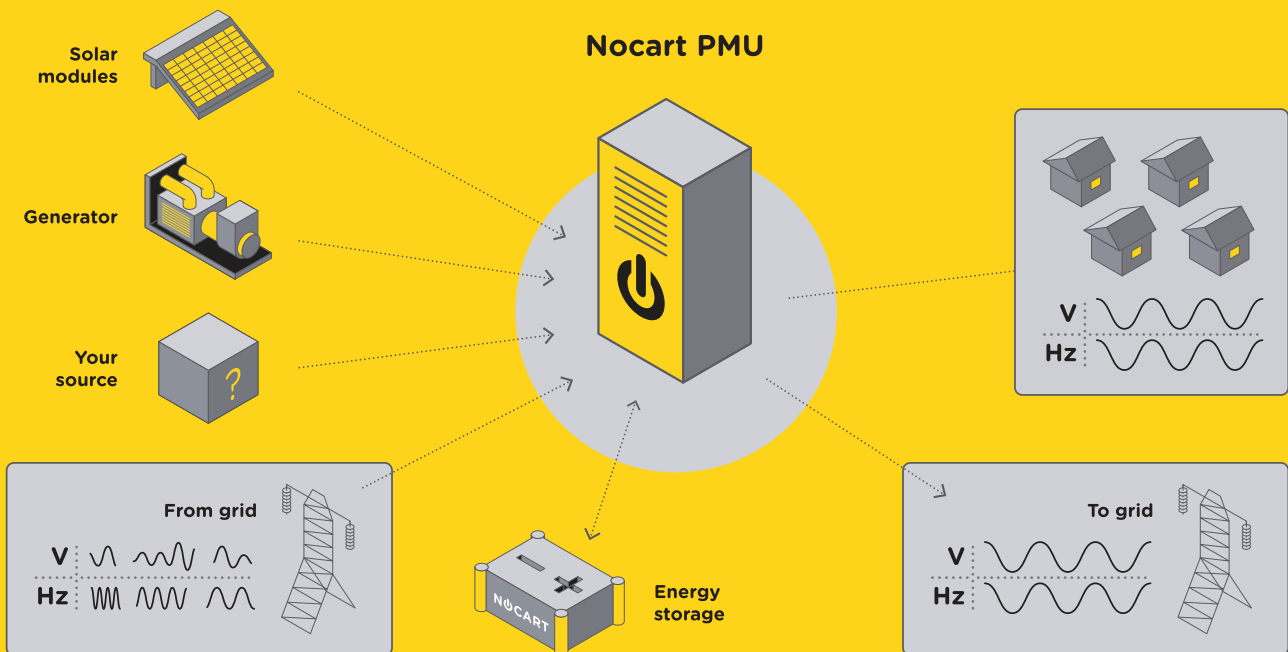 Nocart PMU
Solar
modules
Generator
Your
source
?
V
Hz
From grid
V
Hz
NOCART
Energy
storage
To grid
V
Hz